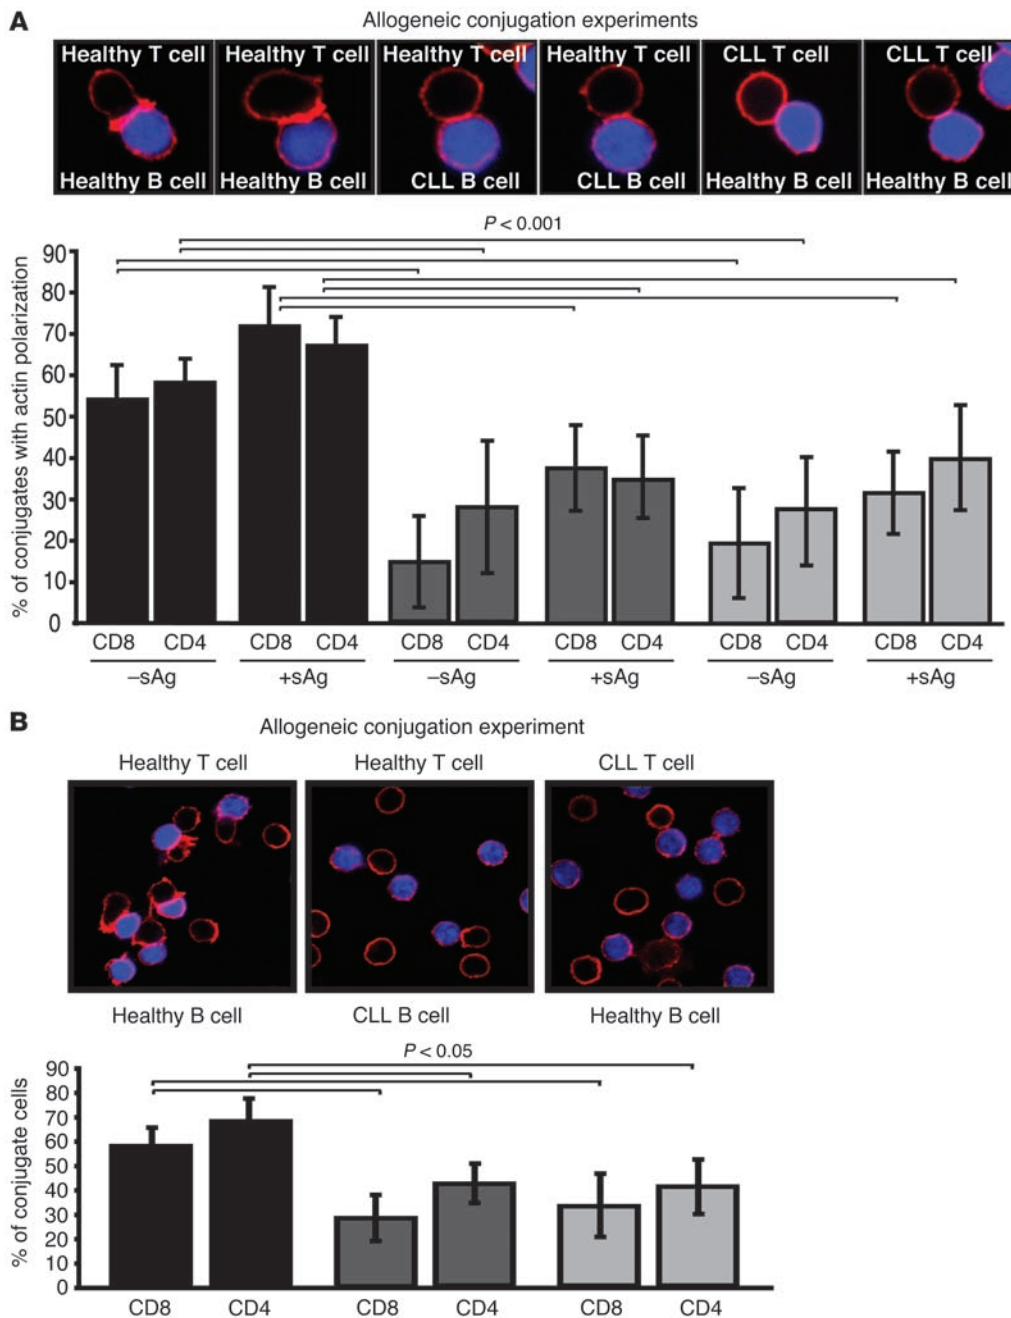 A
Allogeneic conjugation experiments
Healthy T cell Healthy T cell Healthy T cell Healthy T cell CLL T cell CLL T cell
Healthy B cell Healthy B cell CLL B cell CLL B cell Healthy B cell Healthy B cell
P < 0.001
% of conjugates with actin polarization
90
80
70
60
50
40
30
20
10
0
CD8 CD4 CD8 CD4 CD8 CD4 CD8 CD4 CD8 CD4 CD8 CD4
–sAg +sAg –sAg +sAg –sAg +sAg
B
Allogeneic conjugation experiment
Healthy T cell Healthy T cell CLL T cell
Healthy B cell CLL B cell Healthy B cell
P < 0.05
% of conjugate cells
90
80
70
60
50
40
30
20
10
0
CD8 CD4 CD8 CD4 CD8 CD4